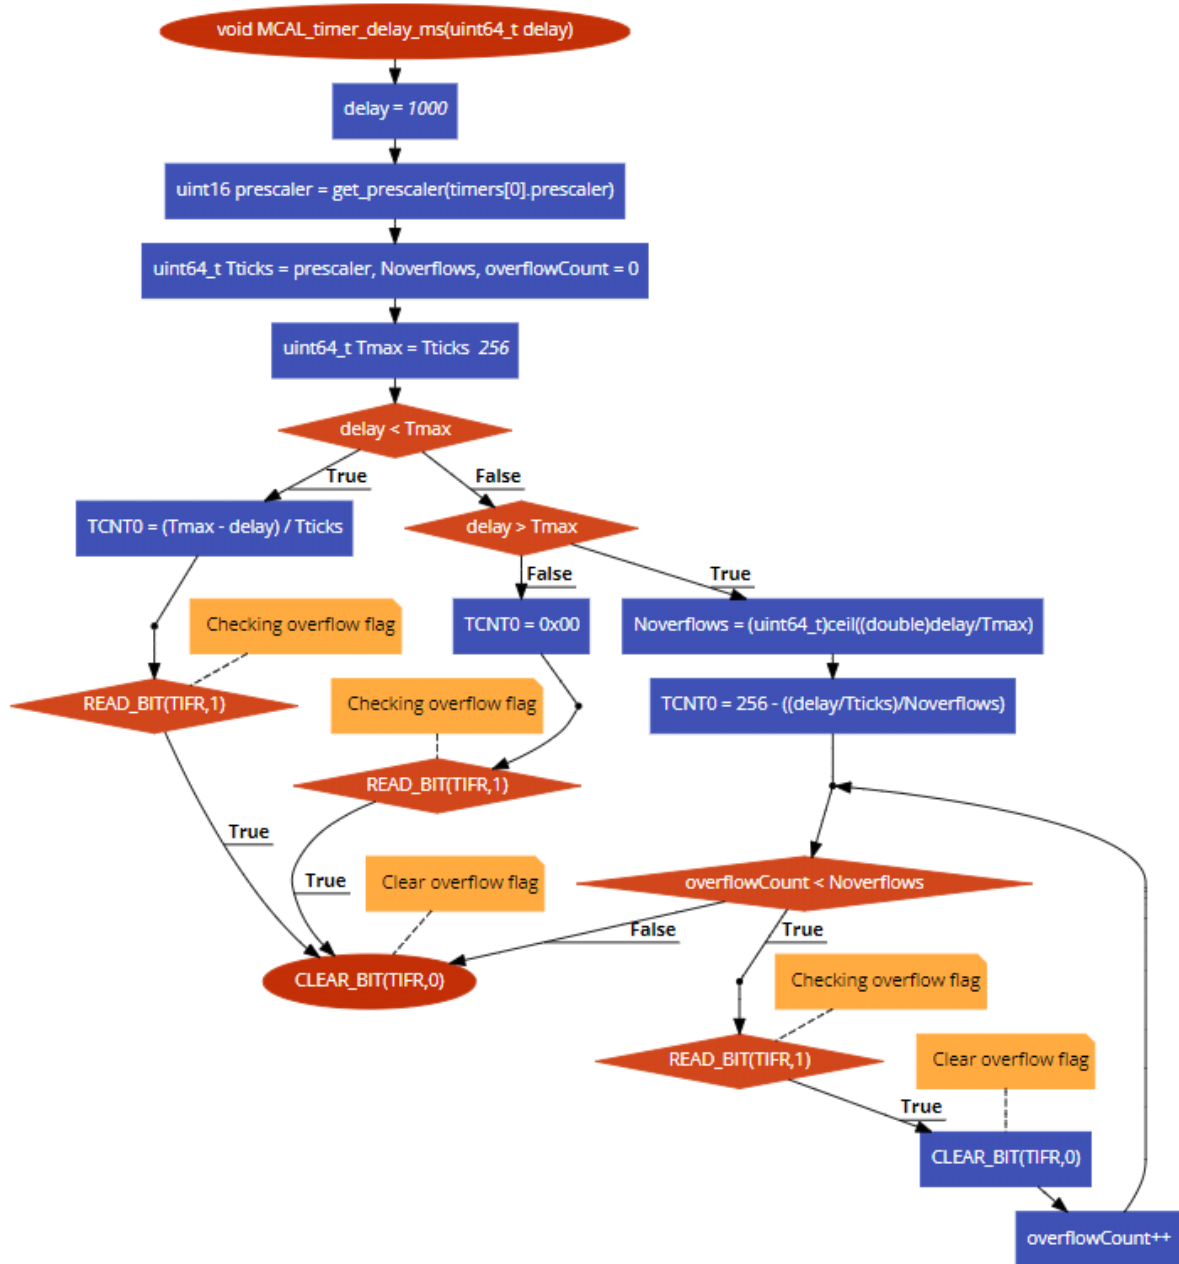 void MCAL_timer_delay_ms(uint64_t delay)
delay = 1000
uint16 prescaler = get_prescaler(timers[0].prescaler)
uint64_t Tticks = prescaler, Noverflows, overflowCount = 0
uint64_t Tmax = Tticks 256
delay < Tmax
True
False
TCNT0 = (Tmax - delay) / Tticks
delay > Tmax
False
True
Checking overflow flag
TCNT0 = 0x00
Noverflows = (uint64_t)ceil((double)delay/Tmax)
READ_BIT(TIFR,1)
Checking overflow flag
TCNT0 = 256 - ((delay/Tticks)/Noverflows)
READ_BIT(TIFR,1)
True
True
Clear overflow flag
overflowCount < Noverflows
False
True
CLEAR_BIT(TIFR,0)
Checking overflow flag
READ_BIT(TIFR,1)
Clear overflow flag
True
CLEAR_BIT(TIFR,0)
overflowCount++